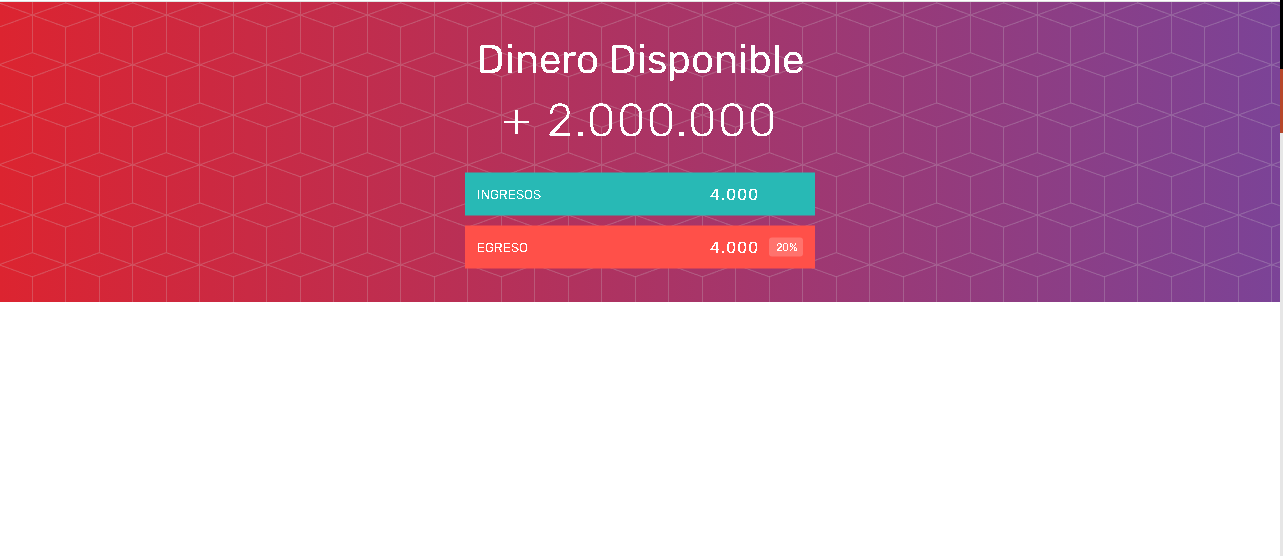 Dinero Disponible
+ 2.000.000
INGRESOS 4.000
EGRESO 4.000 20%